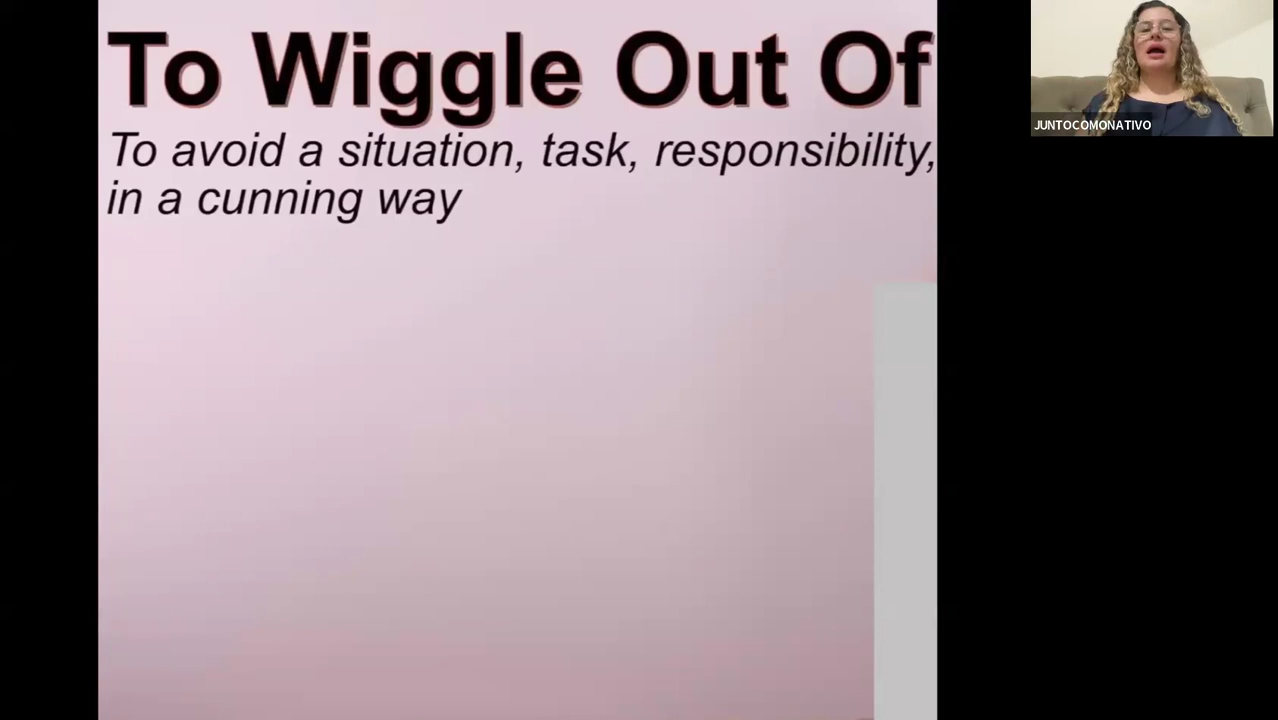 To Wiggle Out Of
To avoid a situation, task, responsibility,
in a cunning way
JUNTOCOMONATIVO